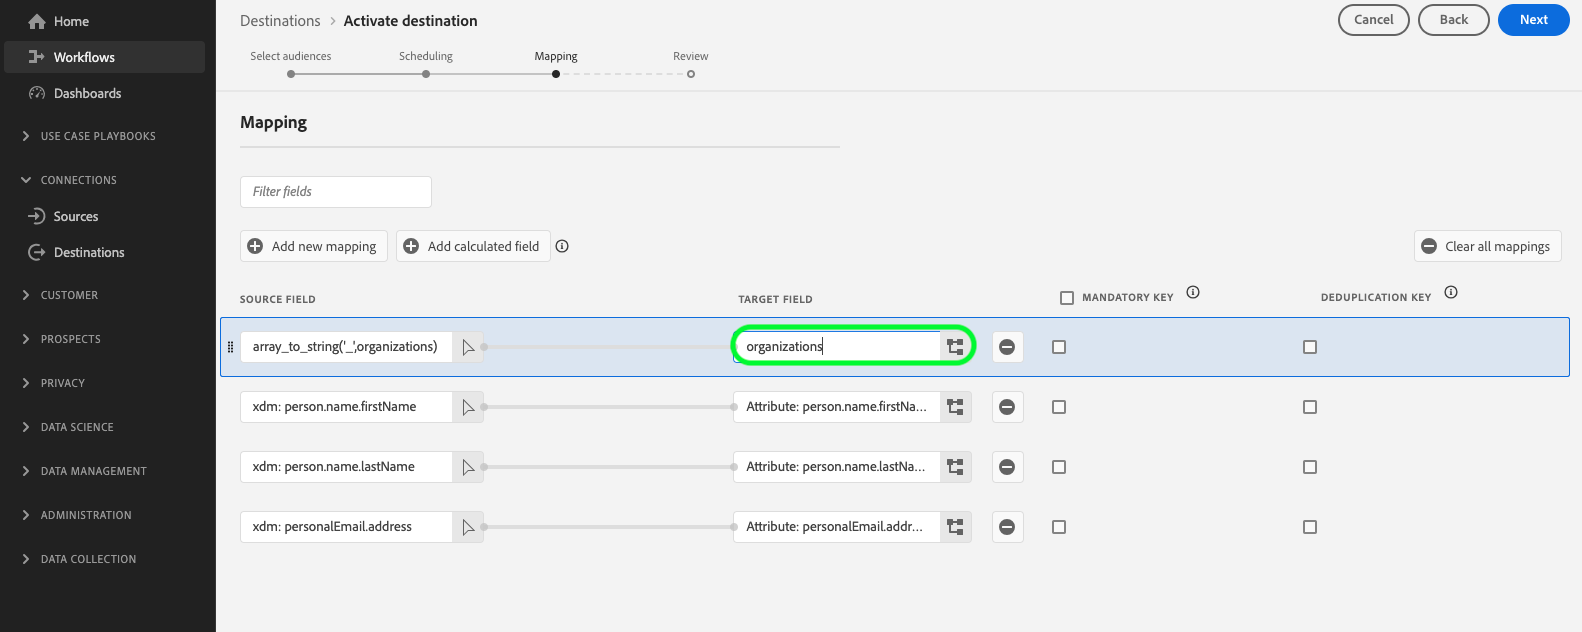 Home
Workflows
Dashboards
USE CASE PLAYBOOKS
CONNECTIONS
Sources
Destinations
CUSTOMER
PROSPECTS
PRIVACY
DATA SCIENCE
DATA MANAGEMENT
ADMINISTRATION
DATA COLLECTION
Destinations > Activate destination
Cancel Back Next
Select audiences Scheduling Mapping Review
Mapping
Filter fields
Add new mapping Add calculated field Clear all mappings
SOURCE FIELD TARGET FIELD MANDATORY KEY DEDUPLICATION KEY
array_to_string('_',organizations) organizations
xdm: person.name.firstName Attribute: person.name.firstNa...
xdm: person.name.lastName Attribute: person.name.lastNa...
xdm: personalEmail.address Attribute: personalEmail.addr...